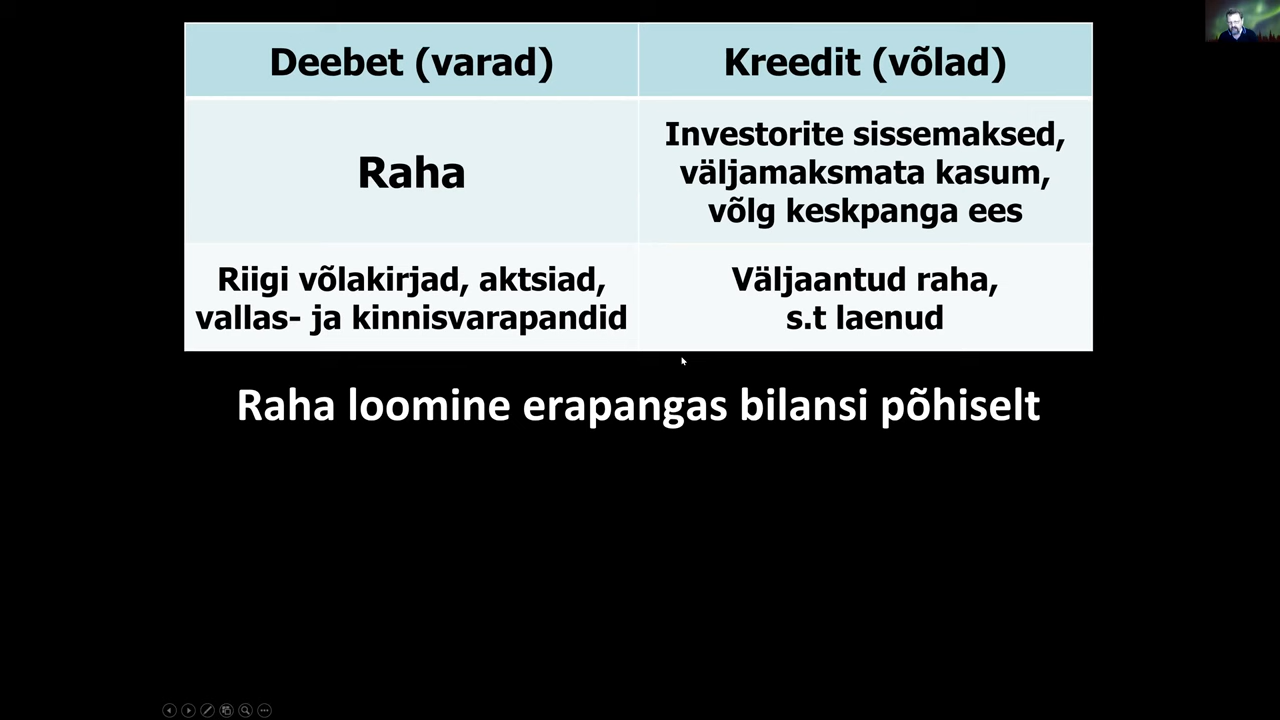 Deebet (varad)
Kreedit (võlad)
Raha
Investorite sissemaksed,
väljamaksmata kasum,
võlg keskpanga ees
Riigi võlakirjad, aktsiad,
vallas- ja kinnisvarapandid
Väljaantud raha,
s.t laenud
Raha loomine erapangas bilansi põhiselt